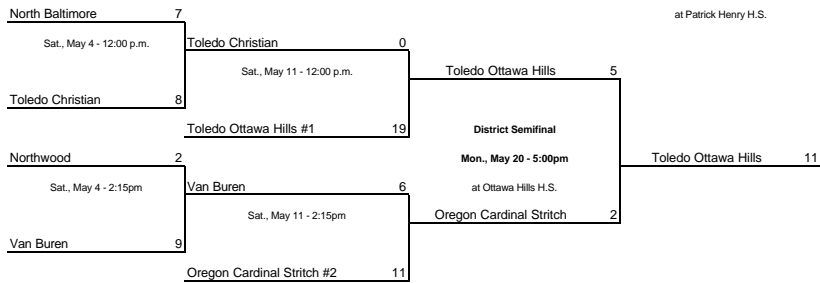 North Baltimore 7
at Patrick Henry H.S.
Sat., May 4 - 12:00 p.m.
Toledo Christian 0
Sat., May 11 - 12:00 p.m.
Toledo Ottawa Hills 5
Toledo Christian 8
Toledo Ottawa Hills #1 19
District Semifinal
Northwood 2
Mon., May 20 - 5:00pm
Toledo Ottawa Hills 11
Sat., May 4 - 2:15pm
Van Buren 6
at Ottawa Hills H.S.
Sat., May 11 - 2:15pm
Oregon Cardinal Stritch 2
Van Buren 9
Oregon Cardinal Stritch #2 11